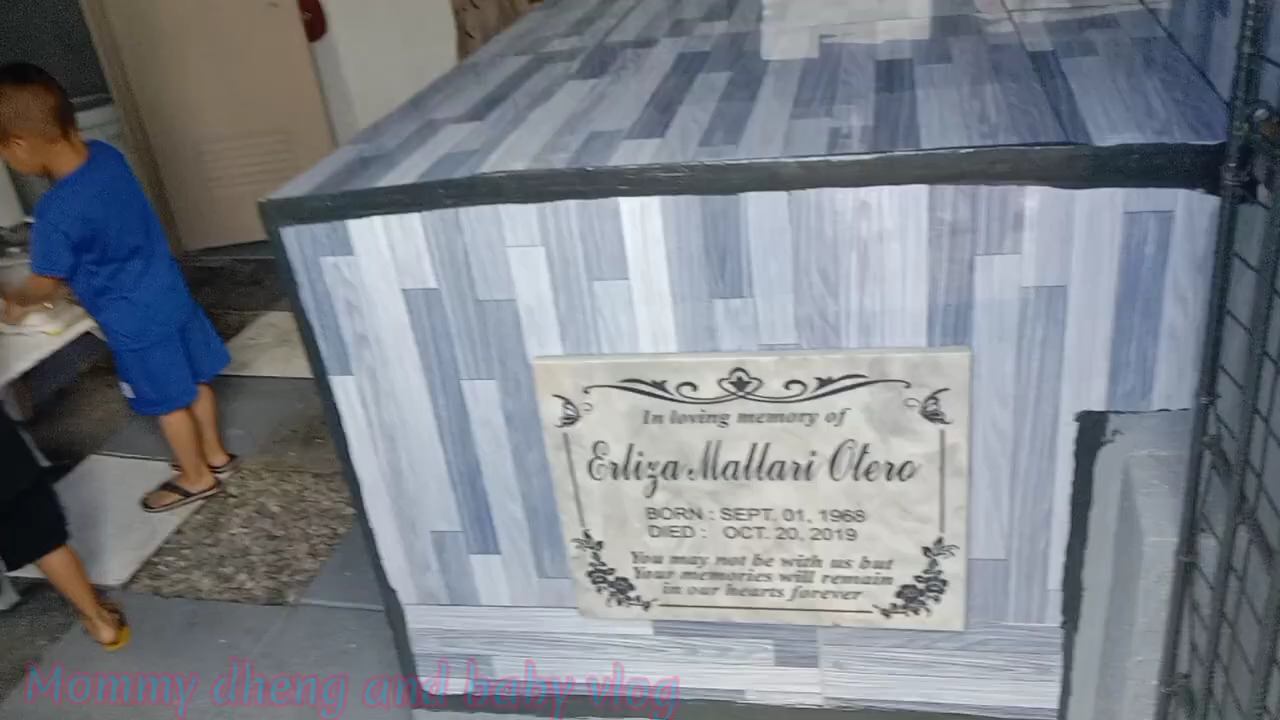 In loving memory of
Erliza Mallari Otero
BORN : SEPT. 01, 1968
DIED : OCT. 20, 2019
You may not be with us but
Your memories will remain
in our hearts forever
Mommy dheng and baby vlog